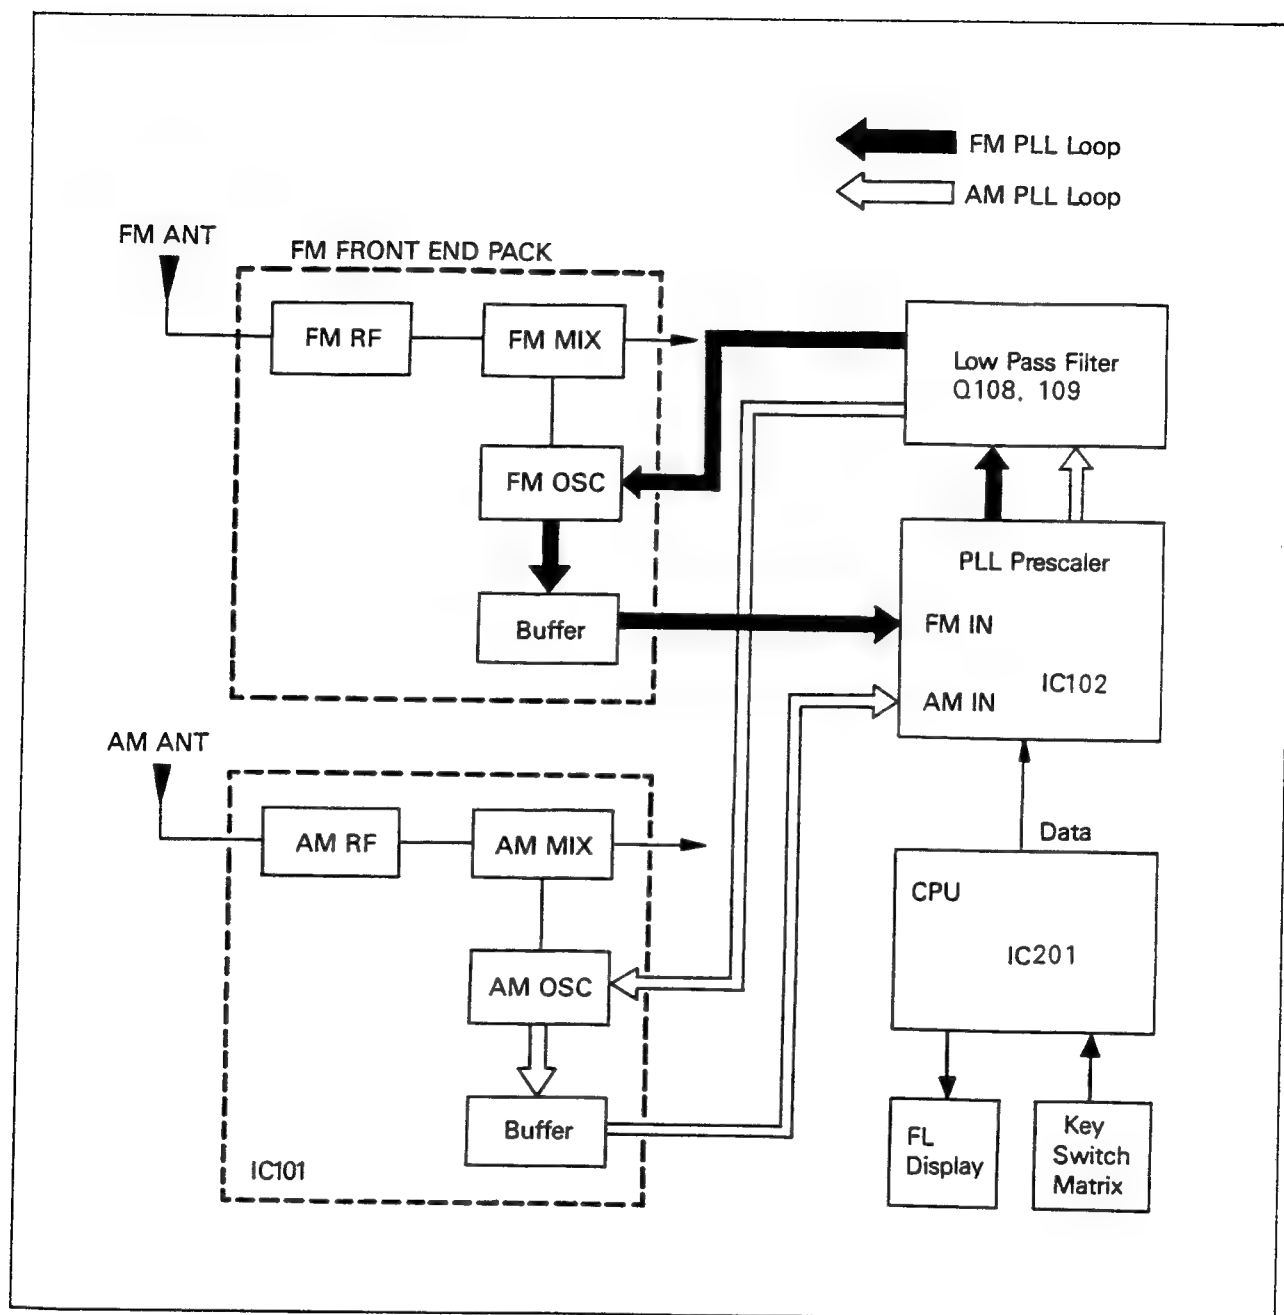 FM PLL Loop
AM PLL Loop
FM ANT
FM FRONT END PACK
FM RF
FM MIX
FM OSC
Buffer
Low Pass Filter
Q108, 109
PLL Prescaler
FM IN
IC102
AM IN
AM ANT
AM RF
AM MIX
AM OSC
Buffer
IC101
Data
CPU
IC201
FL
Display
Key
Switch
Matrix